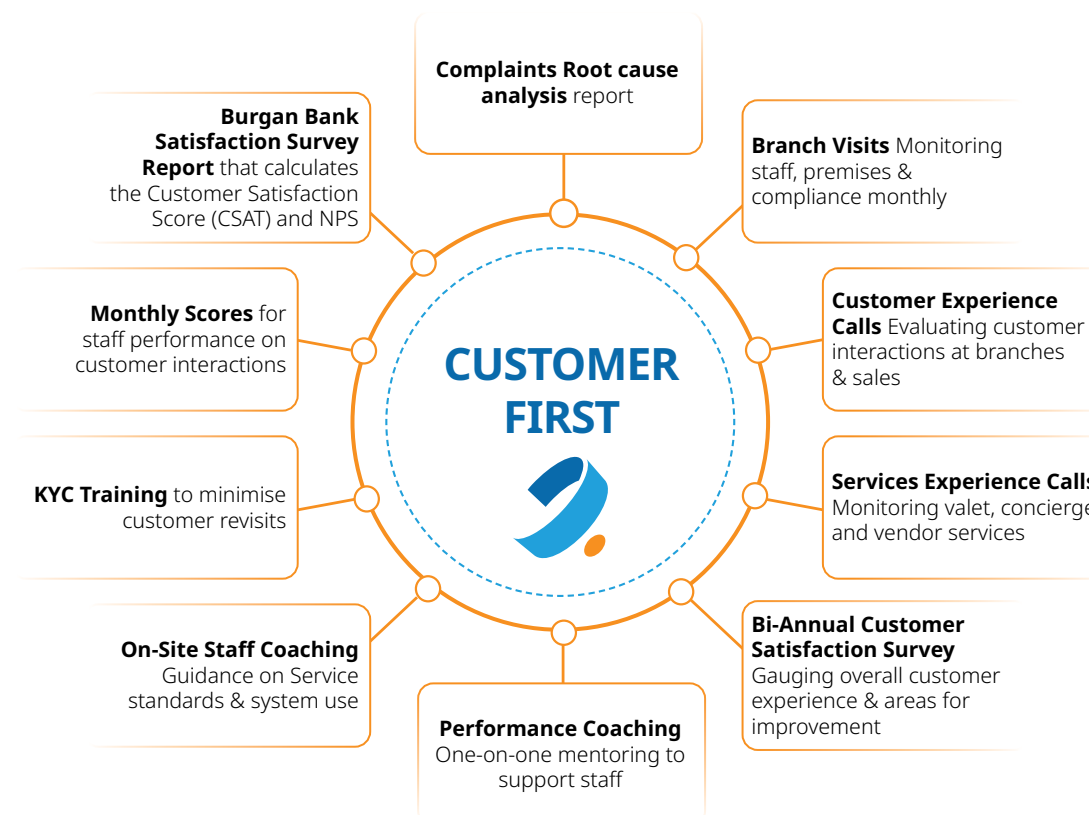 Complaints Root cause
analysis report
Branch Visits Monitoring
staff, premises &
compliance monthly
Customer Experience
Calls Evaluating customer
interactions at branches
& sales
Services Experience Calls
Monitoring valet, concierge
and vendor services
Bi-Annual Customer
Satisfaction Survey
Gauging overall customer
experience & areas for
improvement
Performance Coaching
One-on-one mentoring to
support staff
On-Site Staff Coaching
Guidance on Service
standards & system use
KYC Training to minimise
customer revisits
Monthly Scores for
staff performance on
customer interactions
Burgan Bank
Satisfaction Survey
Report that calculates
the Customer Satisfaction
Score (CSAT) and NPS
CUSTOMER
FIRST